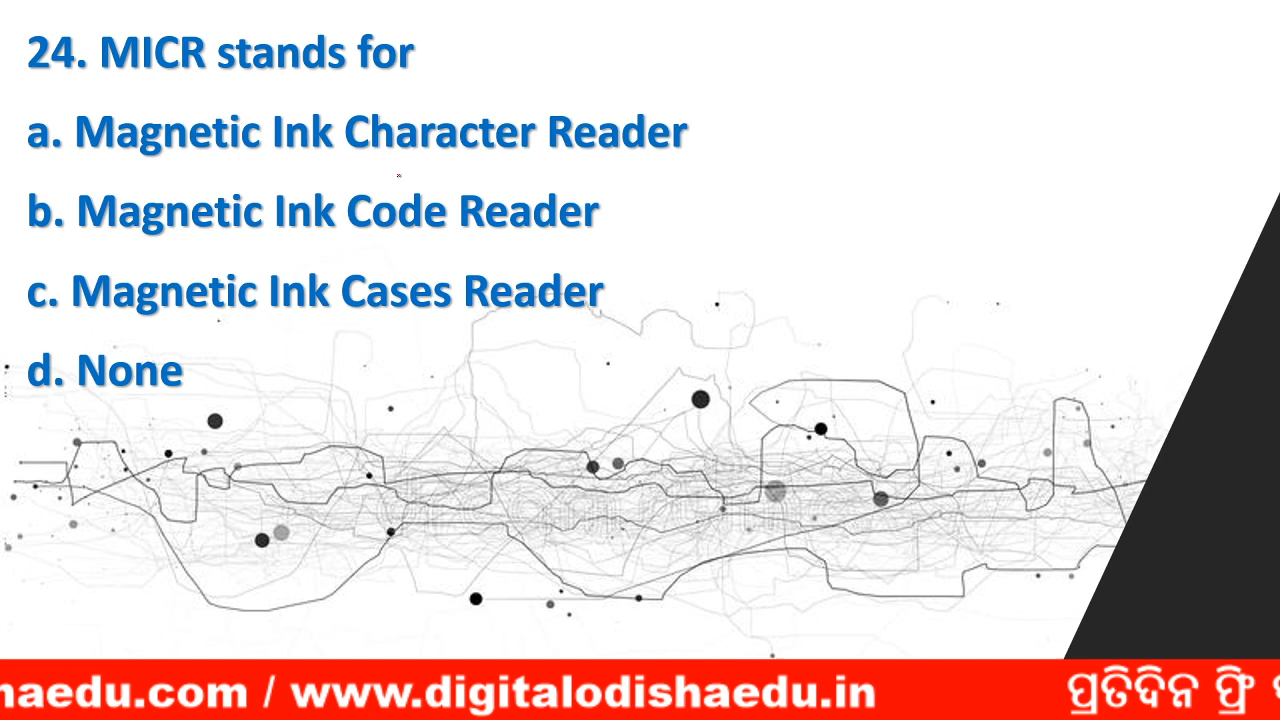 24. MICR stands for
a. Magnetic Ink Character Reader
b. Magnetic Ink Code Reader
c. Magnetic Ink Cases Reader
d. None
haedu.com / www.digitalodishaedu.in ପ୍ରତିଦିନ ଫ୍ରି